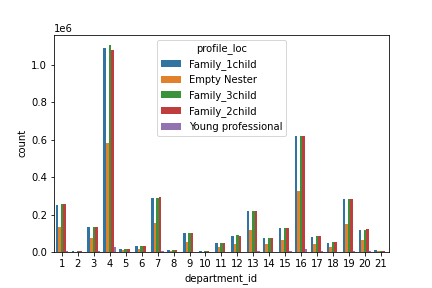 1e6
profile_loc
Family_1child
Empty Nester
Family_3child
Family_2child
Young professional
1.0
0.8
0.6
0.4
0.2
0.0
count
1 2 3 4 5 6 7 8 9 10 11 12 13 14 15 16 17 18 19 20 21
department_id